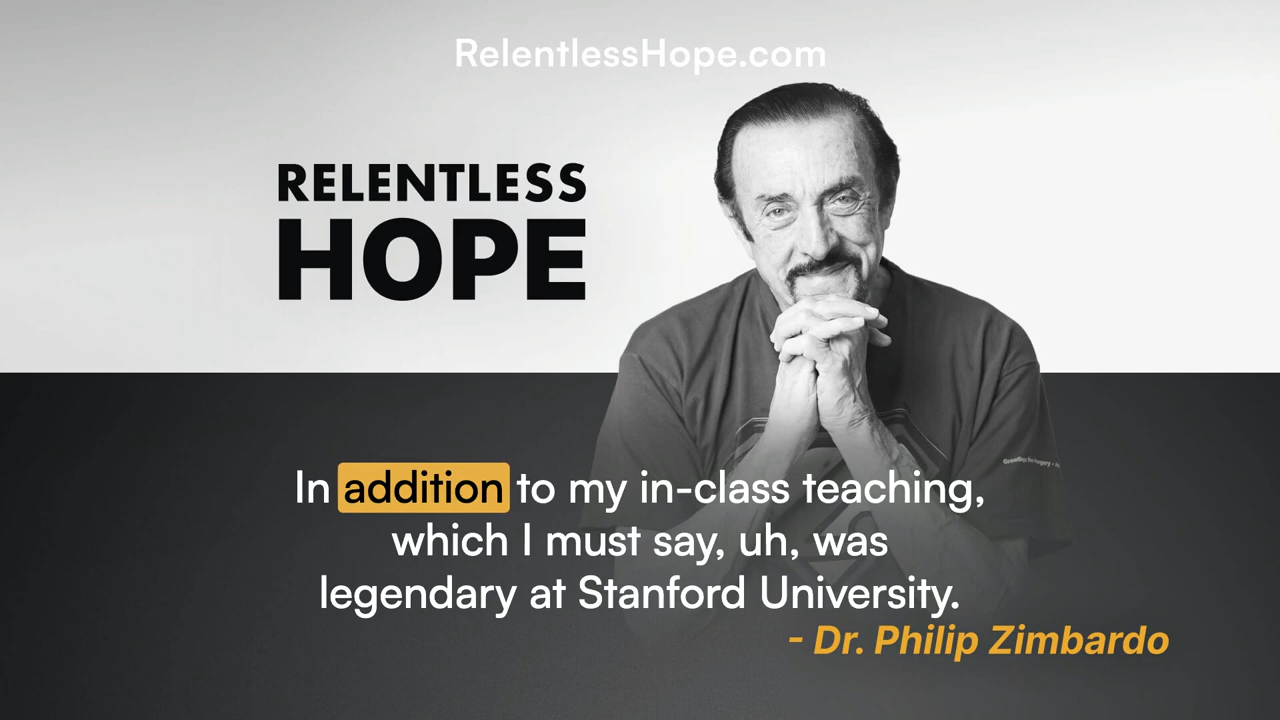 RelentlessHope.com
RELENTLESS
HOPE
In addition to my in-class teaching,
which I must say, uh, was
legendary at Stanford University.
- Dr. Philip Zimbardo